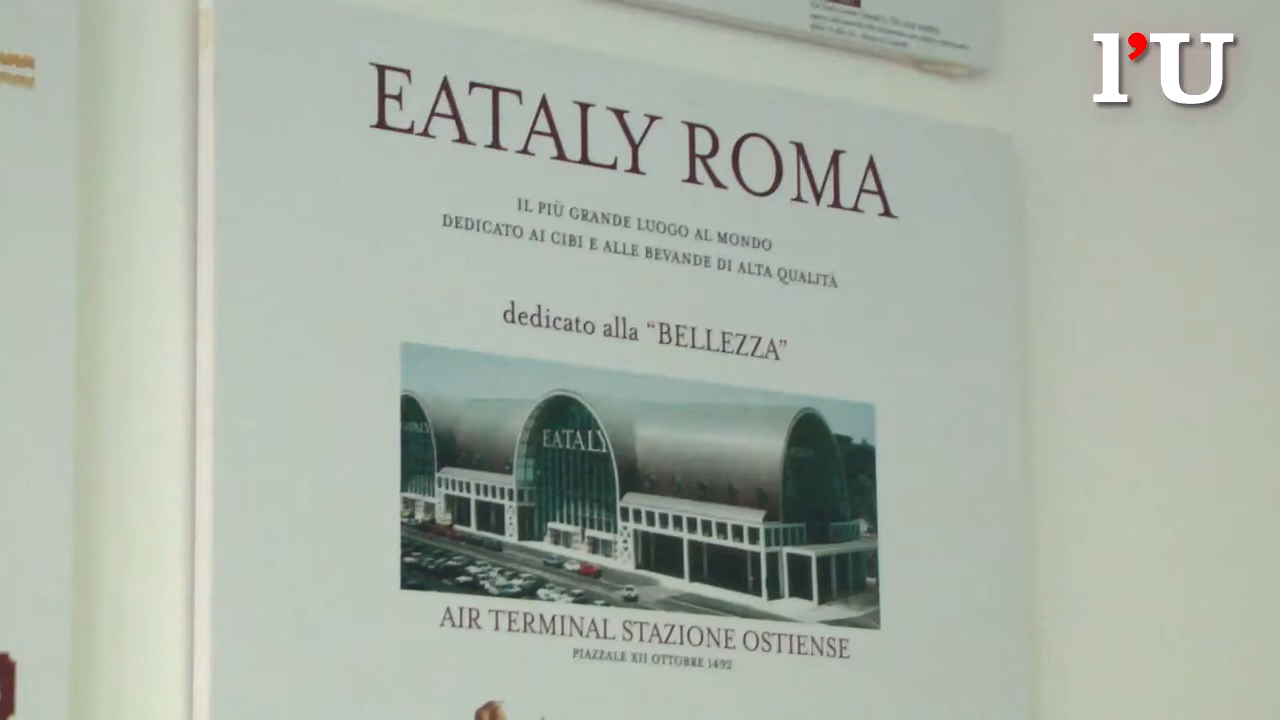 l'U
EATALY ROMA
IL PIÙ GRANDE LUOGO AL MONDO
DEDICATO AI CIBI E ALLE BEVANDE DI ALTA QUALITÀ
dedicato alla “BELLEZZA”
EATALY
AIR TERMINAL STAZIONE OSTIENSE
PIAZZALE XII OTTOBRE 1492